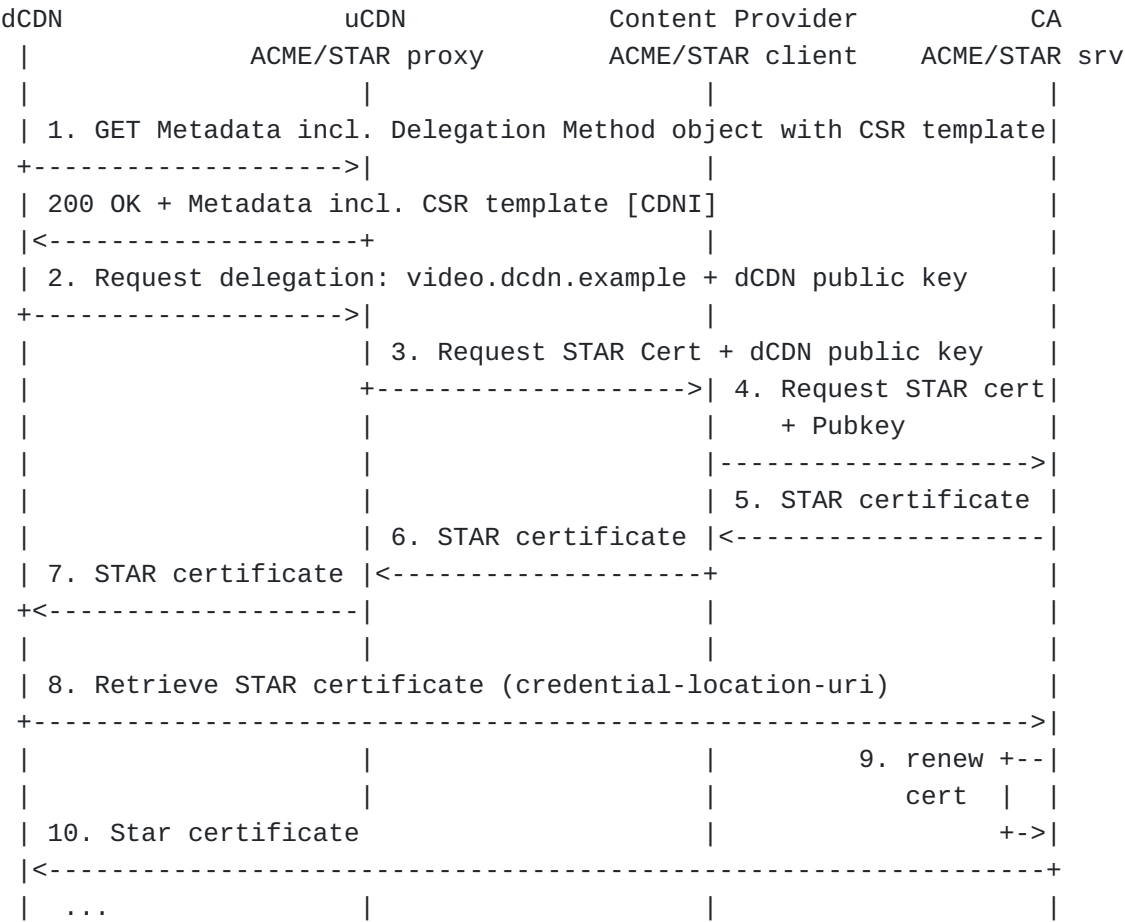 dCDN                    uCDN             Content Provider           CA
 |              ACME/STAR proxy        ACME/STAR client    ACME/STAR srv
 |                     |                     |                     |
 | 1. GET Metadata incl. Delegation Method object with CSR template|
 +-------------------->|                     |                     |
 | 200 OK + Metadata incl. CSR template [CDNI]                     |
 |<--------------------+                     |                     |
 | 2. Request delegation: video.dcdn.example + dCDN public key     |
 +-------------------->|                     |                     |
 |                     | 3. Request STAR Cert + dCDN public key    |
 |                     +-------------------->| 4. Request STAR cert|
 |                     |                     |    + Pubkey         |
 |                     |                     |-------------------->|
 |                     |                     | 5. STAR certificate |
 |                     | 6. STAR certificate |<--------------------|
 | 7. STAR certificate |<--------------------+                     |
 +<--------------------|                     |                     |
 |                     |                     |                     |
 | 8. Retrieve STAR certificate (credential-location-uri)          |
 +---------------------------------------------------------------->|
 |                     |                     |         9. renew +--|
 |                     |                     |            cert  |  |
 | 10. Star certificate                      |                  +->|
 |<----------------------------------------------------------------+
 |  ...                |                     |                     |